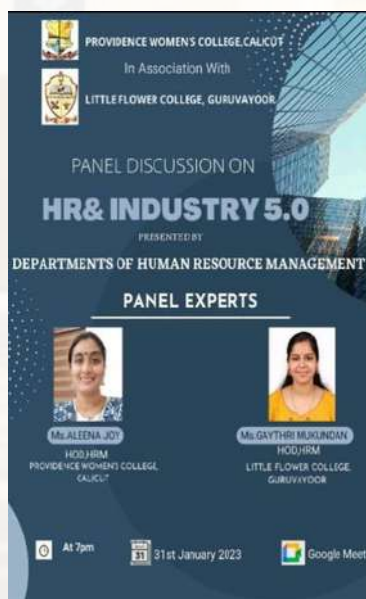 PROVIDENCE WOMEN'S COLLEGE,CALICUT
In Association With
LITTLE FLOWER COLLEGE, GURUVAYOOR
PANEL DISCUSSION ON
HR& INDUSTRY 5.0
PRESENTED BY
DEPARTMENTS OF HUMAN RESOURCE MANAGEMENT
PANEL EXPERTS
Ms.ALEENA JOY
HOD,HRM
PROVIDENCE WOMEN'S COLLEGE,
CALICUT
Ms.GAYTHRI MUKUNDAN
HOD,HRM
LITTLE FLOWER COLLEGE,
GURUVAYOOR
At 7pm
31
31st January 2023
Google Meet